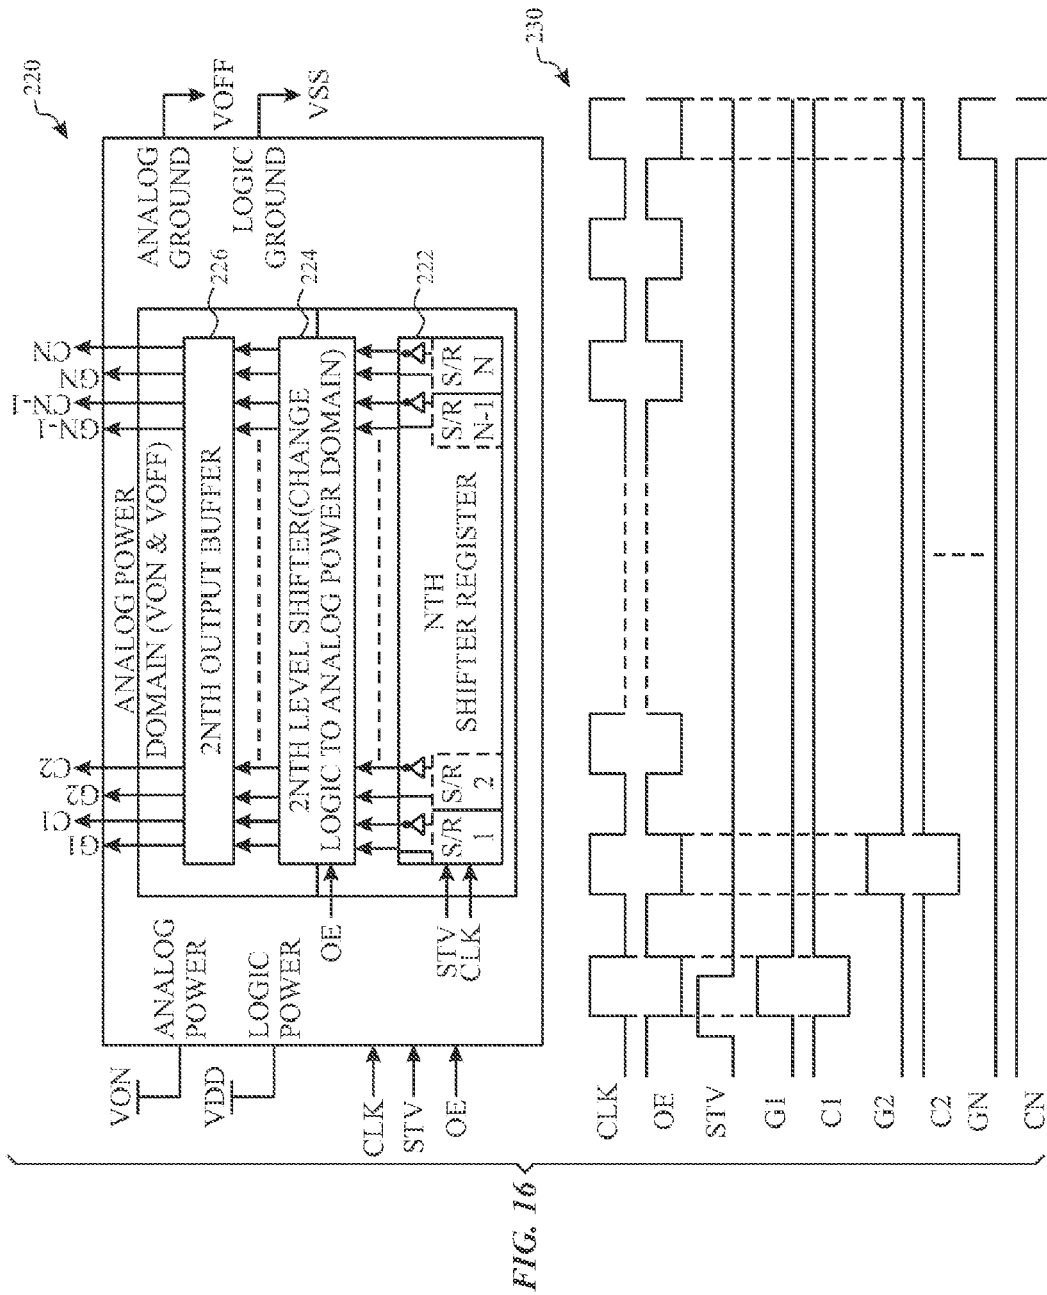 220
VON
ANALOG
POWER
VDD
LOGIC
POWER
CLK
STV
OE
G1
C1
G2
C2
GN-1
CN-1
GN
CN
ANALOG POWER
DOMAIN (VON & VOFF)
2NTH OUTPUT BUFFER
226
2NTH LEVEL SHIFTER(CHANGE
LOGIC TO ANALOG POWER DOMAIN)
224
OE
STV
CLK
S/R
1
S/R
2
NTH
SHIFTER REGISTER
S/R
N-1
S/R
N
222
ANALOG
GROUND
VOFF
LOGIC
GROUND
VSS
230
CLK
OE
STV
G1
C1
G2
C2
GN
CN
FIG. 16